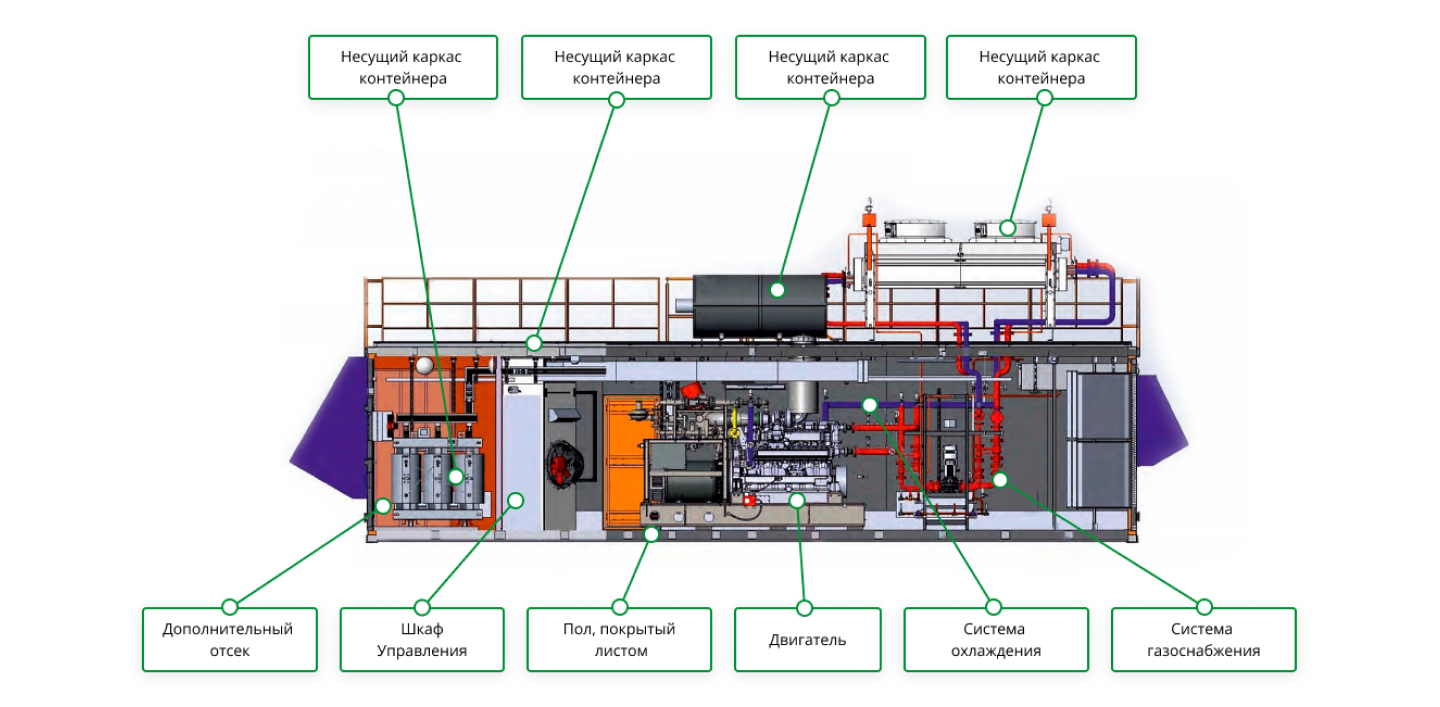 Несущий каркас
контейнера
Несущий каркас
контейнера
Несущий каркас
контейнера
Несущий каркас
контейнера
Дополнительный
отсек
Шкаф
Управления
Пол, покрытый
листом
Двигатель
Система
охлаждения
Система
газоснабжения